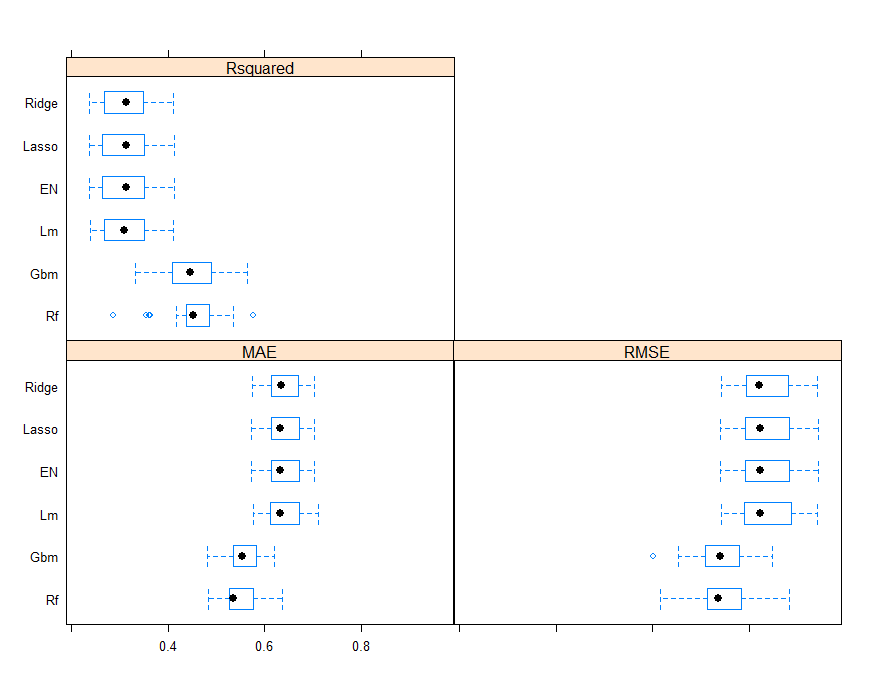 Rsquared
Ridge
Lasso
EN
Lm
Gbm
Rf
MAE RMSE
Ridge
Lasso
EN
Lm
Gbm
Rf
0.4 0.6 0.8